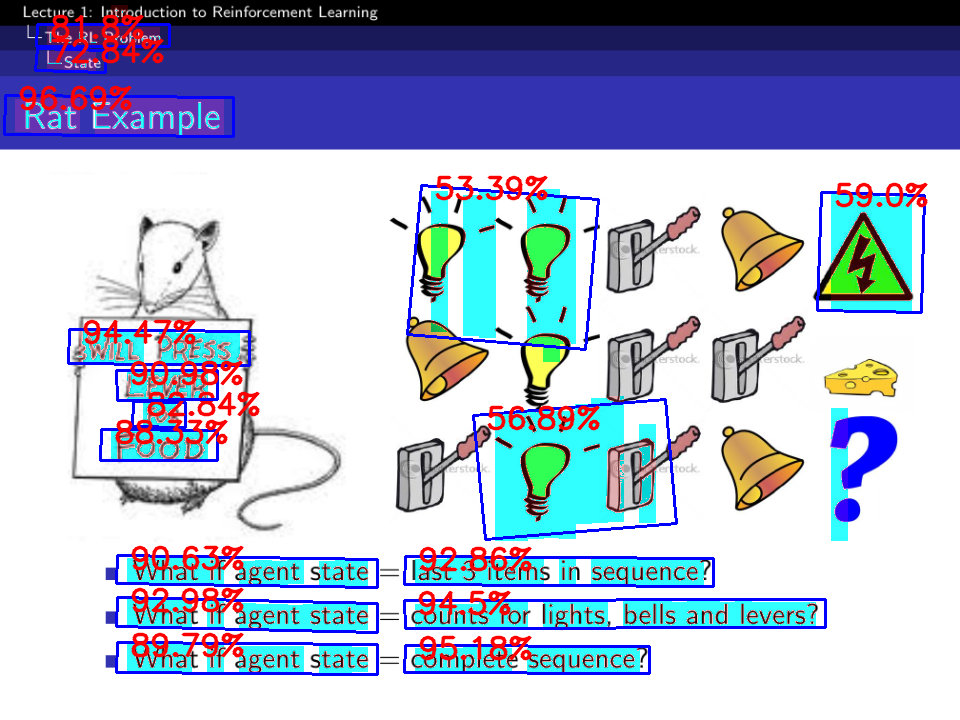 Lecture 1: Introduction to Reinforcement Learning
The RL Problem
81.8%
State
72.84%
96.69%
Rat Example
53.39%
59.0%
94.47%
WILL PRESS
90.98%
LEVER
82.84%
FOR
88.33%
FOOD
56.89%
?
90.63% 92.86%
What if agent state = last 3 items in sequence?
92.98% 94.5%
What if agent state = counts for lights, bells and levers?
89.79% 95.18%
What if agent state = complete sequence?